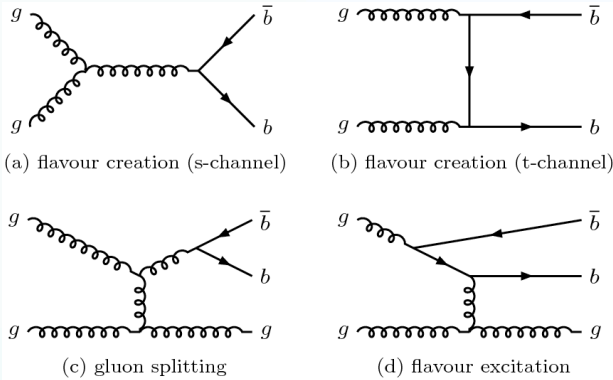 g b̅ g b̅
g b g b
(a) flavour creation (s-channel) (b) flavour creation (t-channel)
g b̅ g b̅
b b
g g g g
(c) gluon splitting (d) flavour excitation